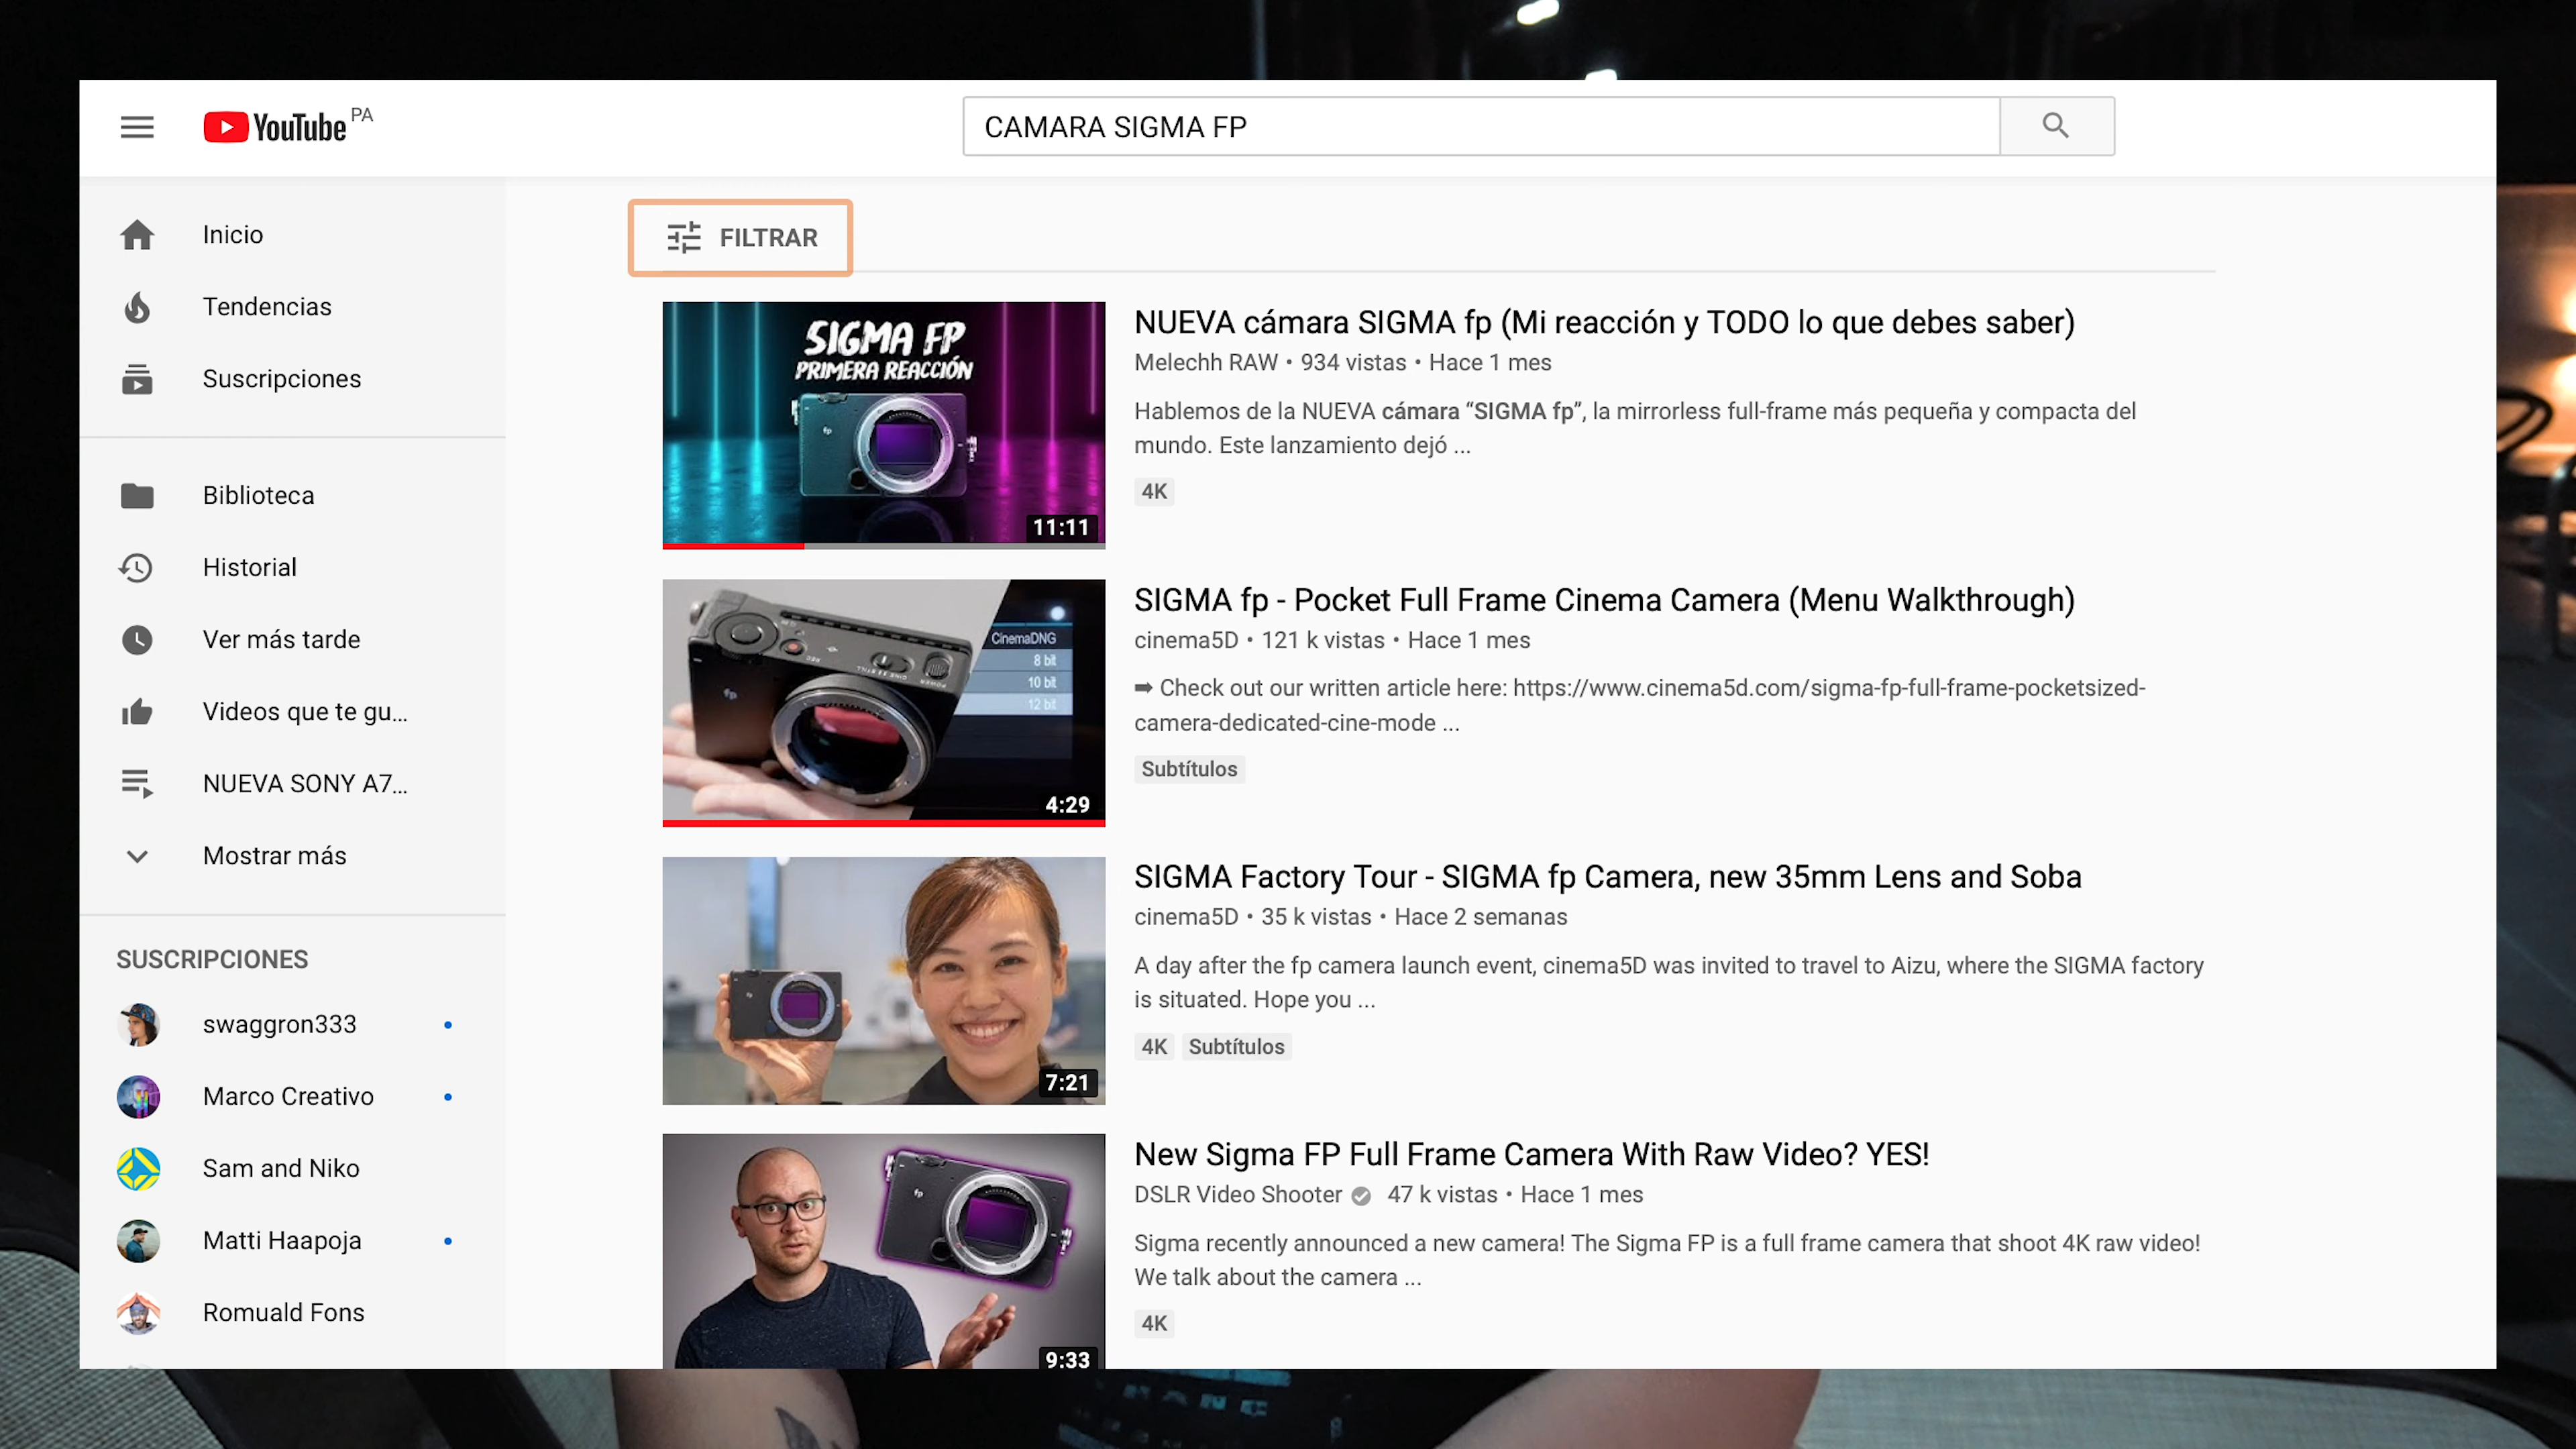 YouTube PA
CAMARA SIGMA FP
Inicio
Tendencias
Suscripciones
Biblioteca
Historial
Ver más tarde
Videos que te gu...
NUEVA SONY A7...
Mostrar más
SUSCRIPCIONES
swaggron333
Marco Creativo
Sam and Niko
Matti Haapoja
Romuald Fons
FILTRAR
SIGMA FP
PRIMERA REACCIÓN
fp
11:11
NUEVA cámara SIGMA fp (Mi reacción y TODO lo que debes saber)
Melechh RAW • 934 vistas • Hace 1 mes
Hablemos de la NUEVA cámara “SIGMA fp”, la mirrorless full-frame más pequeña y compacta del
mundo. Este lanzamiento dejó ...
4K
CinemaDNG
8 bit
10 bit
12 bit
REC
STILL
CINE
POWER
fp
4:29
SIGMA fp - Pocket Full Frame Cinema Camera (Menu Walkthrough)
cinema5D • 121 k vistas • Hace 1 mes
➡ Check out our written article here: https://www.cinema5d.com/sigma-fp-full-frame-pocketsized-
camera-dedicated-cine-mode ...
Subtítulos
7:21
SIGMA Factory Tour - SIGMA fp Camera, new 35mm Lens and Soba
cinema5D • 35 k vistas • Hace 2 semanas
A day after the fp camera launch event, cinema5D was invited to travel to Aizu, where the SIGMA factory
is situated. Hope you ...
4K Subtítulos
fp
9:33
New Sigma FP Full Frame Camera With Raw Video? YES!
DSLR Video Shooter 47 k vistas • Hace 1 mes
Sigma recently announced a new camera! The Sigma FP is a full frame camera that shoot 4K raw video!
We talk about the camera ...
4K